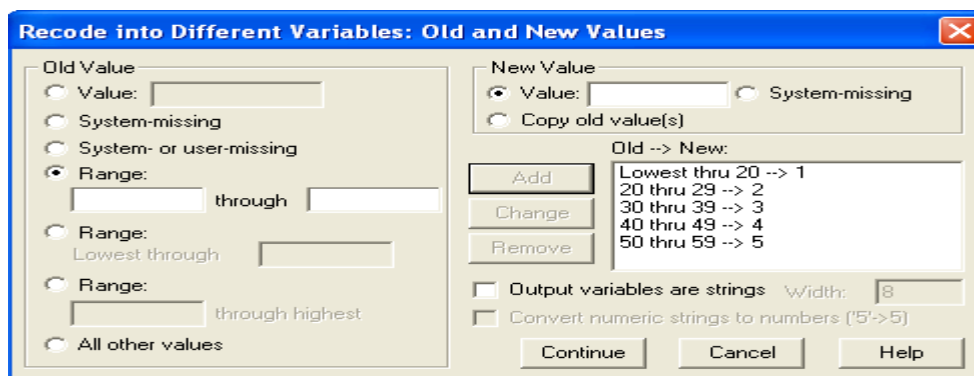 Recode into Different Variables: Old and New Values
Old Value
Value:
System-missing
System- or user-missing
Range:
through
Range:
Lowest through
Range:
through highest
All other values
New Value
Value:
System-missing
Copy old value(s)
Old --> New:
Add
Change
Remove
Lowest thru 20 --> 1
20 thru 29 --> 2
30 thru 39 --> 3
40 thru 49 --> 4
50 thru 59 --> 5
Output variables are strings Width: 8
Convert numeric strings to numbers ('5'->5)
Continue Cancel Help